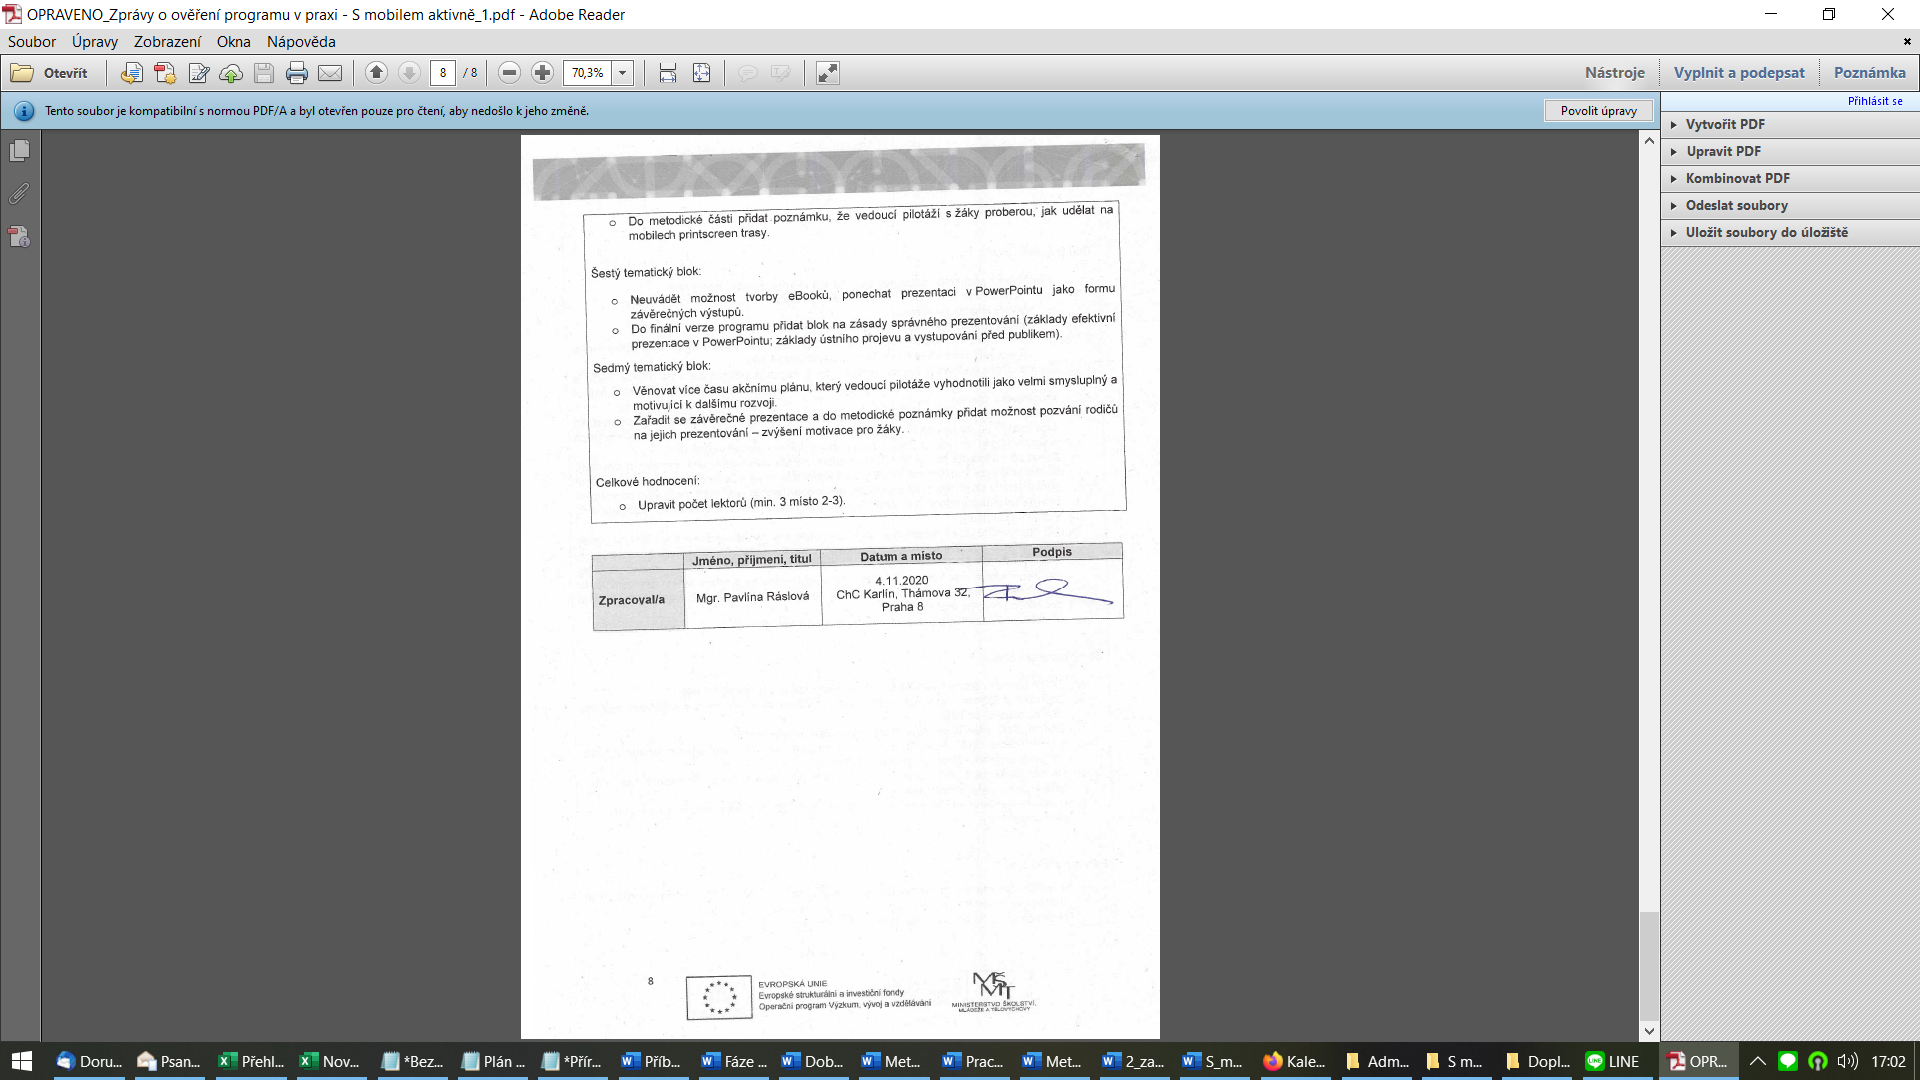 OPRAVENO_Zprávy o ověření programu v praxi - S mobilem aktivně_1.pdf - Adobe Reader
Soubor Úpravy Zobrazení Okna Nápověda
Otevřít 8 / 8 70,3% Nástroje Vyplnit a podepsat Poznámka
Tento soubor je kompatibilní s normou PDF/A a byl otevřen pouze pro čtení, aby nedošlo k jeho změně. Povolit úpravy
Přihlásit se
Vytvořit PDF
Upravit PDF
Kombinovat PDF
Odeslat soubory
Uložit soubory do úložiště
o Do metodické části přidat poznámku, že vedoucí pilotáží s žáky proberou, jak udělat na
mobilech printscreen trasy.
Šestý tematický blok:
o Neuvádět možnost tvorby eBooků, ponechat prezentaci v PowerPointu jako formu
závěrečných výstupů.
o Do finální verze programu přidat blok na zásady správného prezentování (základy efektivní
prezentace v PowerPointu; základy ústního projevu a vystupování před publikem).
Sedmý tematický blok:
o Věnovat více času akčnímu plánu, který vedoucí pilotáže vyhodnotili jako velmi smysluplný a
motivující k dalšímu rozvoji.
o Zařadit se závěrečné prezentace a do metodické poznámky přidat možnost pozvání rodičů
na jejich prezentování – zvýšení motivace pro žáky.
Celkové hodnocení:
o Upravit počet lektorů (min. 3 místo 2-3).
Jméno, příjmení, titul Datum a místo Podpis
Zpracoval/a Mgr. Pavlína Ráslová 4.11.2020
ChC Karlín, Thámova 32,
Praha 8
8
EVROPSKÁ UNIE
Evropské strukturální a investiční fondy
Operační program Výzkum, vývoj a vzdělávání
MŠMT
MINISTERSTVO ŠKOLSTVÍ,
MLÁDEŽE A TĚLOVÝCHOVY
Doru... Psan... Přehl... Nov... *Bez... Plán ... *Přír... Příb... Fáze ... Dob... Met... Prac... Met... 2_za... S_m... Kale... Adm... S m... Dopl... LINE OPR... 17:02